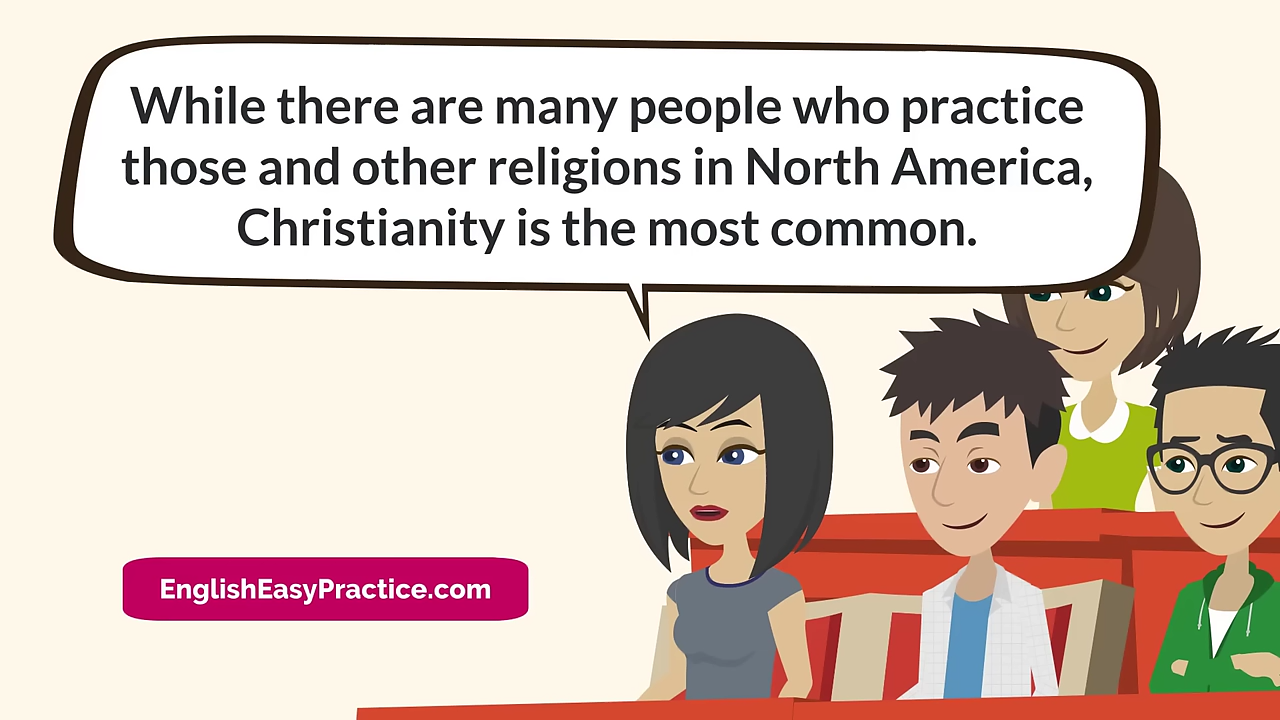 While there are many people who practice
those and other religions in North America,
Christianity is the most common.
EnglishEasyPractice.com